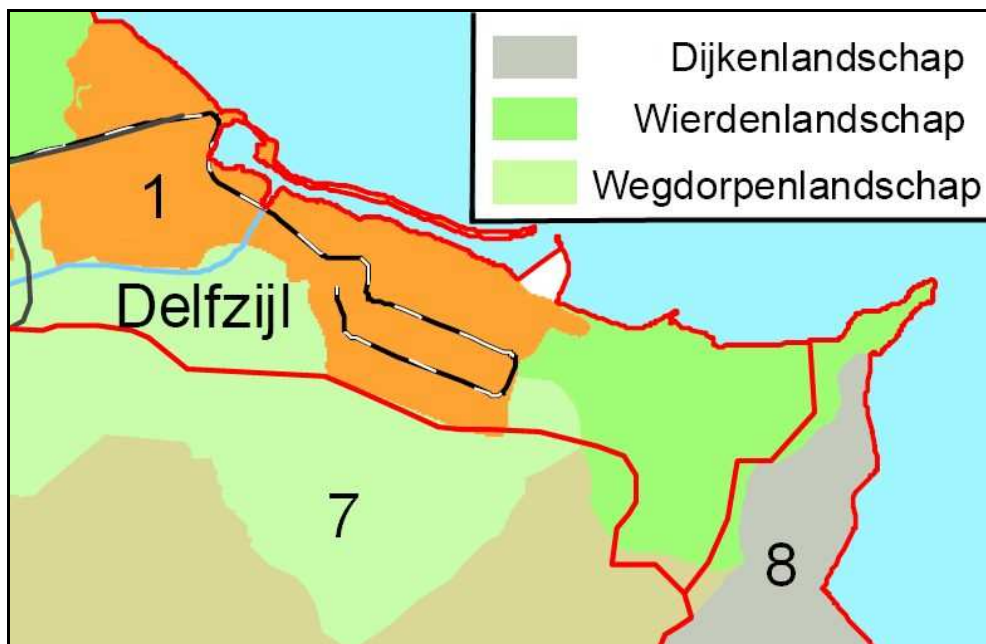 Dijkenlandschap
Wierdenlandschap
Wegdorpenlandschap
1
Delfzijl
7
8